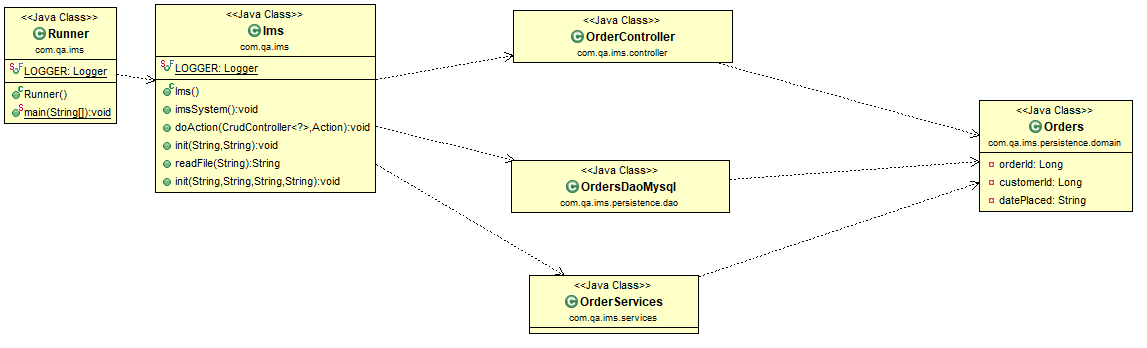 <<Java Class>>
Runner
com.qa.ims
LOGGER: Logger
Runner()
main(String[]):void
<<Java Class>>
Ims
com.qa.ims
LOGGER: Logger
Ims()
imsSystem():void
doAction(CrudController<?>,Action):void
init(String,String):void
readFile(String):String
init(String,String,String,String):void
<<Java Class>>
OrderController
com.qa.ims.controller
<<Java Class>>
OrdersDaoMysql
com.qa.ims.persistence.dao
<<Java Class>>
OrderServices
com.qa.ims.services
<<Java Class>>
Orders
com.qa.ims.persistence.domain
orderId: Long
customerId: Long
datePlaced: String